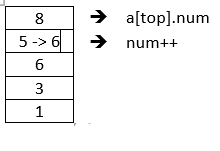 8 → a[top].num
5 -> 6 → num++
6
3
1